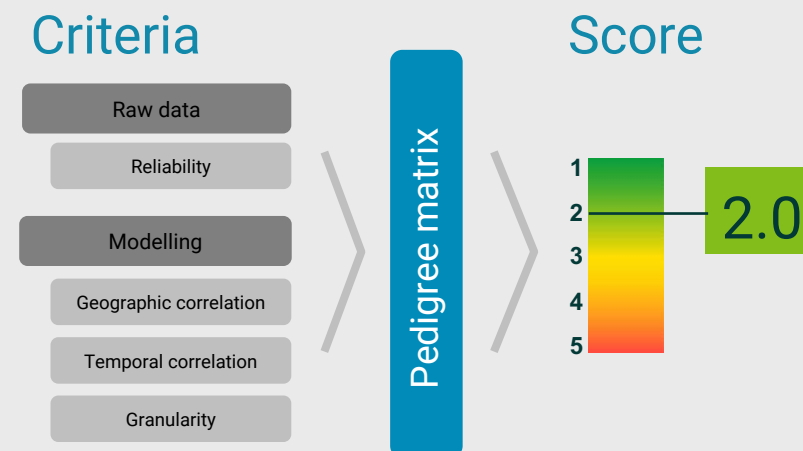 Criteria
Raw data
Reliability
Modelling
Geographic correlation
Temporal correlation
Granularity
Pedigree matrix
Score
1
2
3
4
5
2.0